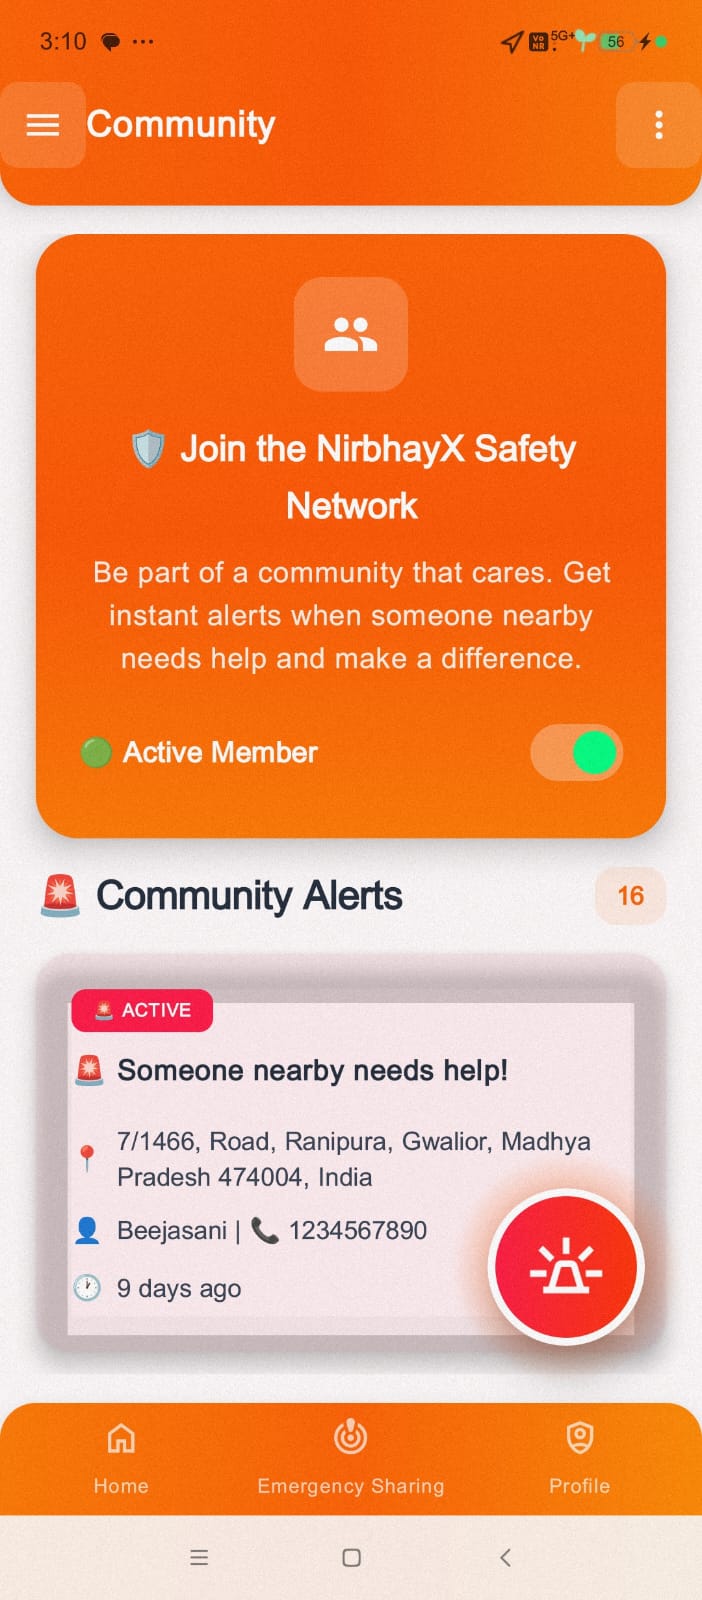 3:10
5G+
56
Community
Join the NirbhayX Safety
Network
Be part of a community that cares. Get
instant alerts when someone nearby
needs help and make a difference.
Active Member
Community Alerts
16
ACTIVE
Someone nearby needs help!
7/1466, Road, Ranipura, Gwalior, Madhya
Pradesh 474004, India
Beejasani | 📞 1234567890
9 days ago
Home
Emergency Sharing
Profile